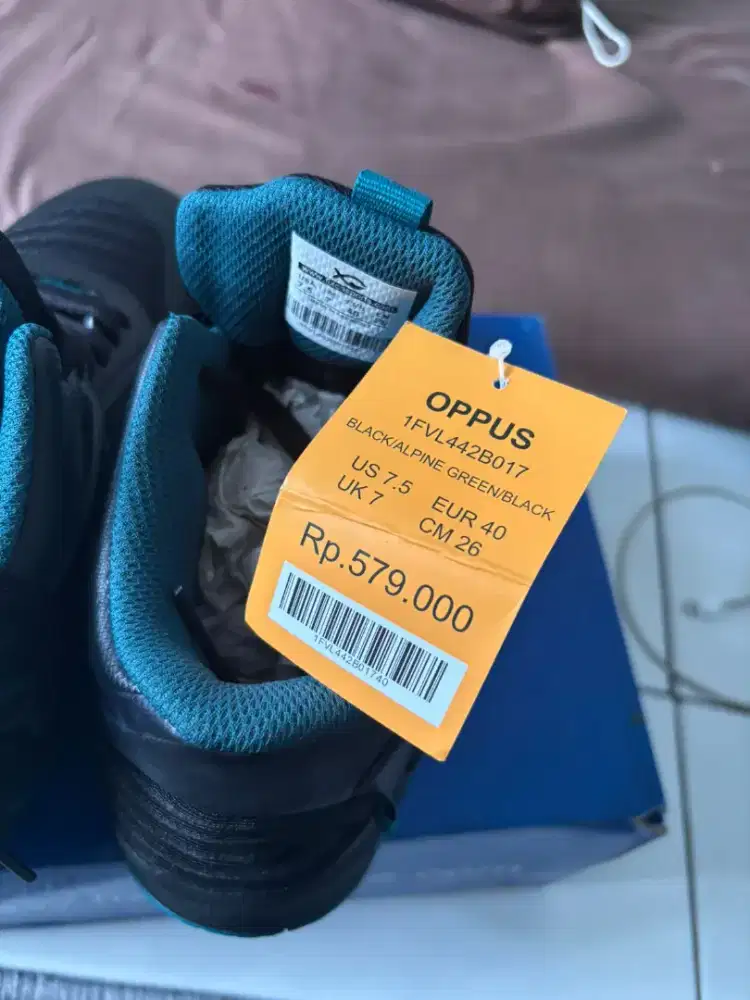 OPPUS
1FVL442B017
BLACK/ALPINE GREEN/BLACK
US 7.5 EUR 40
UK 7 CM 26
Rp.579.000
1FVL442B01740